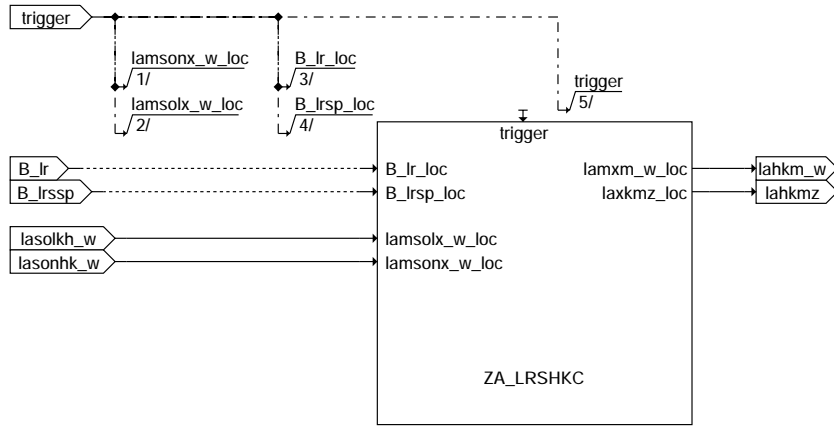 trigger
lamsonx_w_loc
1/
B_lr_loc
3/
trigger
5/
lamsolx_w_loc
2/
B_lrsp_loc
4/
trigger
B_lr
B_lr_loc
lamxm_w_loc
lahkm_w
B_lrssp
B_lrsp_loc
laxkmz_loc
lahkmz
lasolkh_w
lamsolx_w_loc
lasonhk_w
lamsonx_w_loc
ZA_LRSHKC